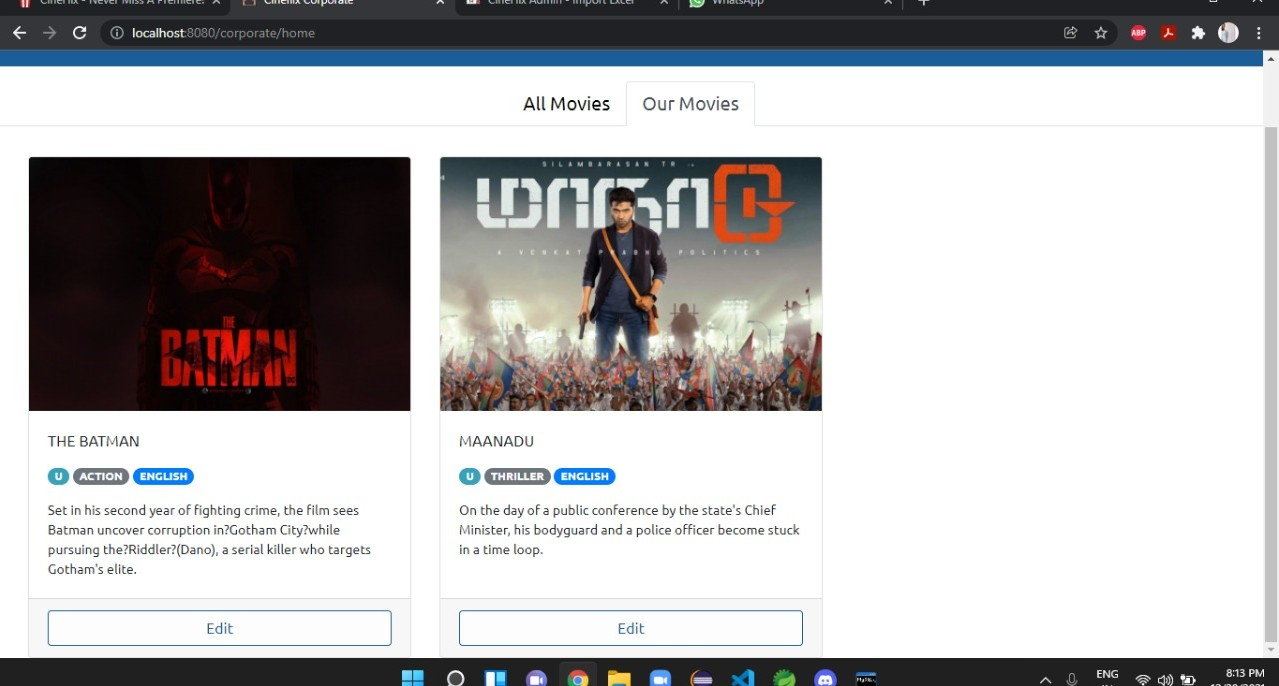 Cineflix - Never Miss A Premiere!
Cineflix Corporate
Cineflix Admin - Import Excel
WhatsApp
localhost:8080/corporate/home
ABP
All Movies
Our Movies
THE
BATMAN
SILAMBARASAN TR
மாநாடு
A VENKAT PRABHU POLITICS
THE BATMAN
U ACTION ENGLISH
Set in his second year of fighting crime, the film sees
Batman uncover corruption in?Gotham City?while
pursuing the?Riddler?(Dano), a serial killer who targets
Gotham's elite.
Edit
MAANADU
U THRILLER ENGLISH
On the day of a public conference by the state's Chief
Minister, his bodyguard and a police officer become stuck
in a time loop.
Edit
ENG
8:13 PM